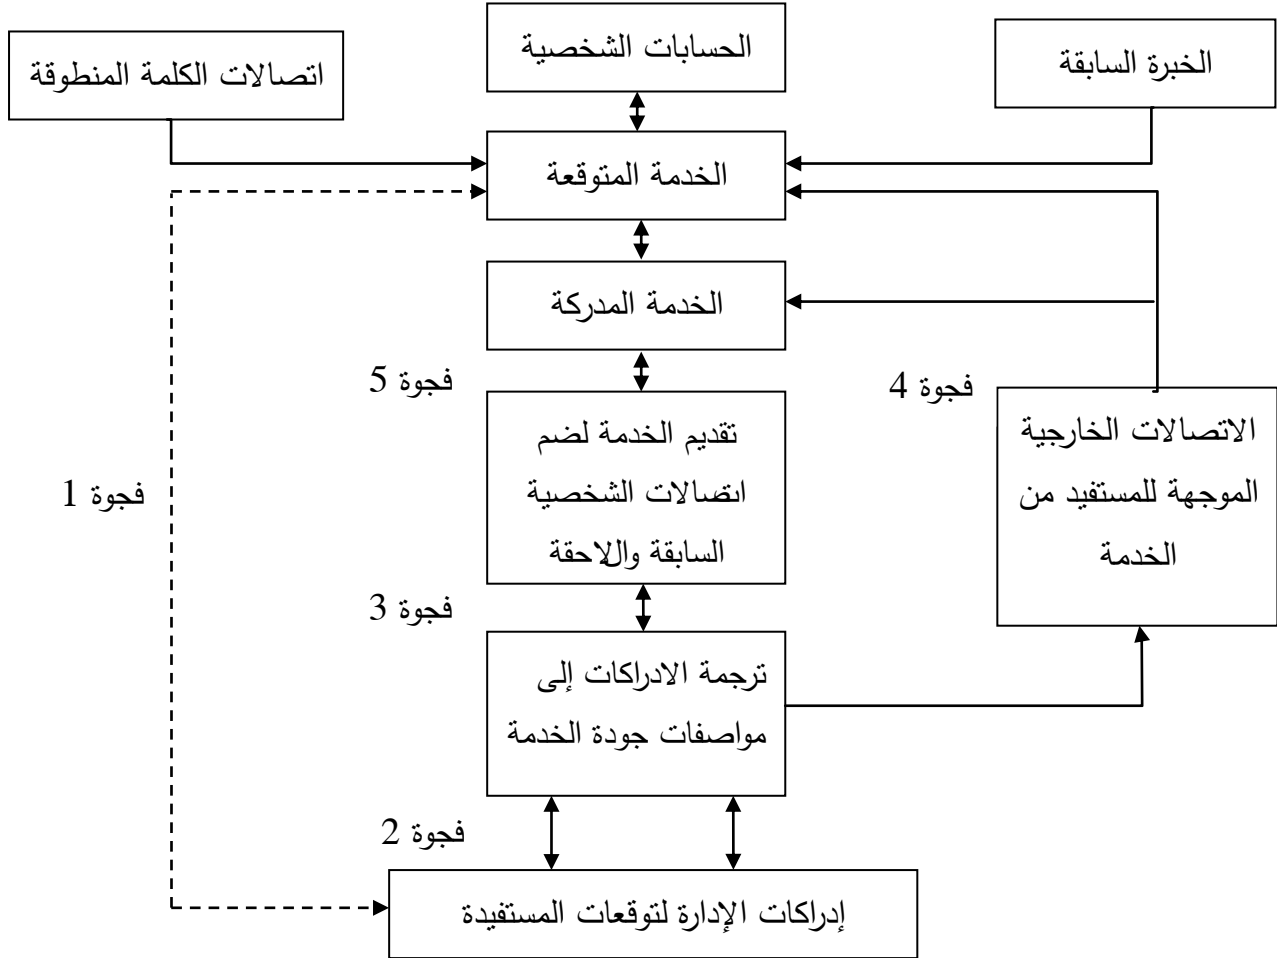 الخبرة السابقة
الحسابات الشخصية
اتصالات الكلمة المنطوقة
الخدمة المتوقعة
الخدمة المدركة
فجوة 4
فجوة 5
الاتصالات الخارجية
الموجهة للمستفيد من
الخدمة
تقديم الخدمة لضم
اتصالات الشخصية
السابقة واللاحقة
فجوة 1
فجوة 3
ترجمة الادراكات إلى
مواصفات جودة الخدمة
فجوة 2
إدراكات الإدارة لتوقعات المستفيدة